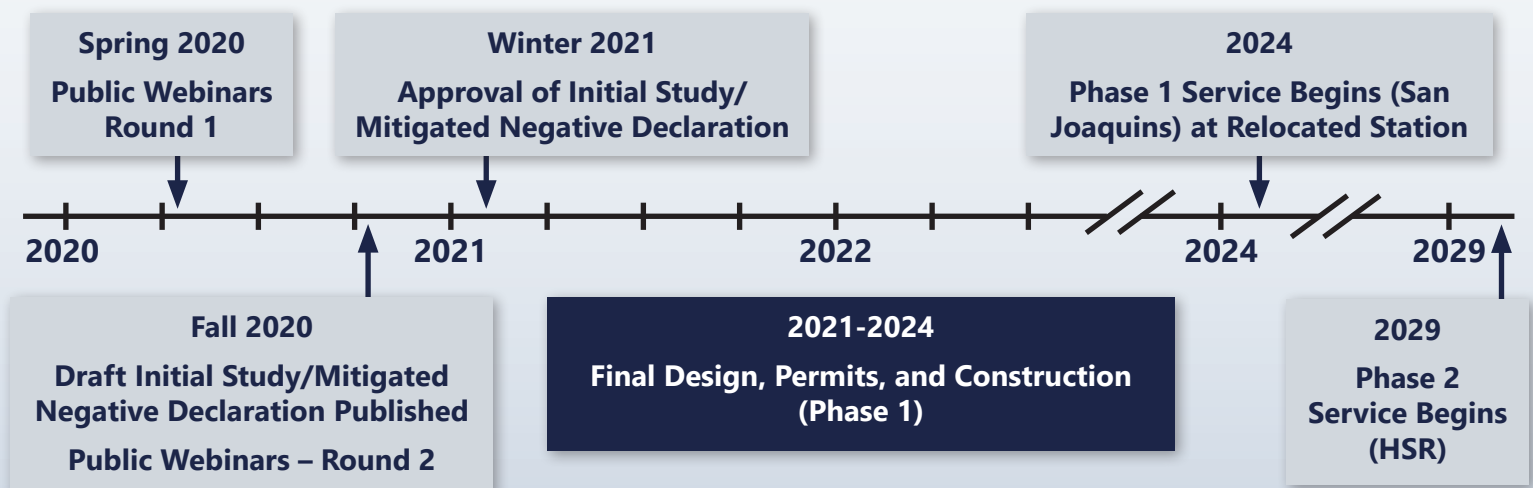 Spring 2020
Public Webinars
Round 1
Winter 2021
Approval of Initial Study/
Mitigated Negative Declaration
2024
Phase 1 Service Begins (San
Joaquins) at Relocated Station
2020
2021
2022
2024
2029
Fall 2020
Draft Initial Study/Mitigated
Negative Declaration Published
Public Webinars – Round 2
2021-2024
Final Design, Permits, and Construction
(Phase 1)
2029
Phase 2
Service Begins
(HSR)